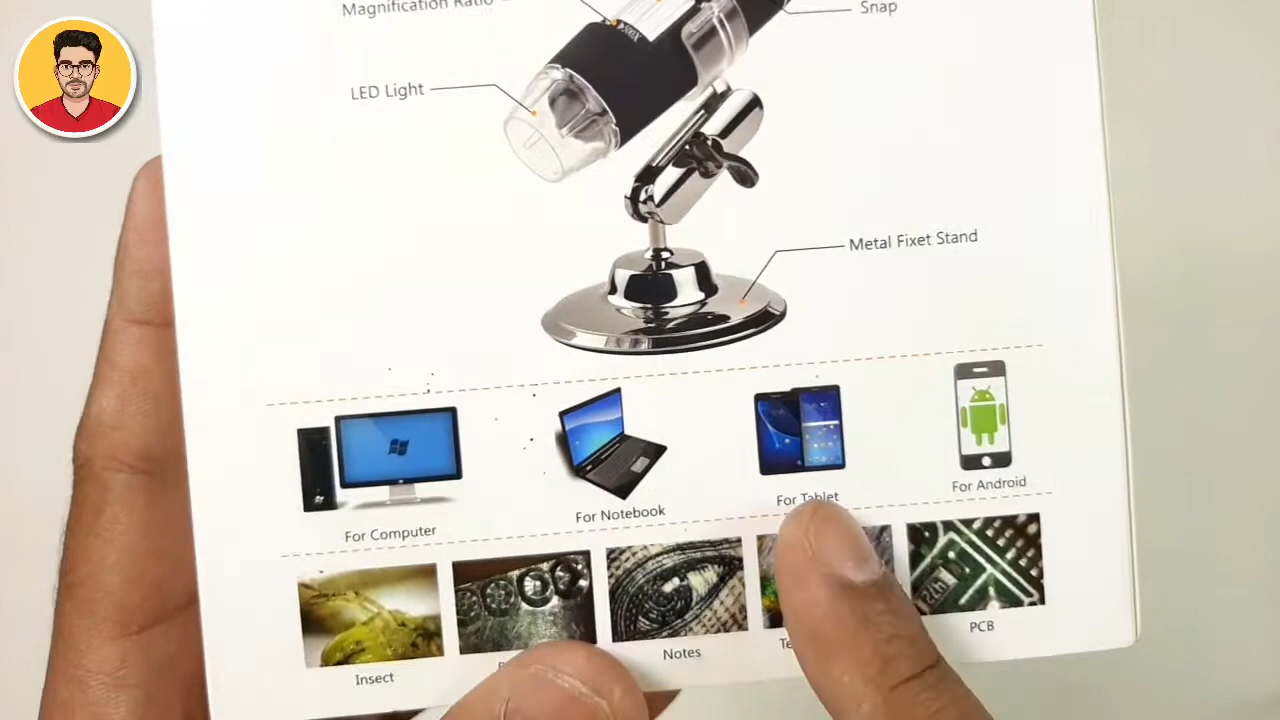 Magnification Ratio
Snap
LED Light
Metal Fixet Stand
For Computer
For Notebook
For Tablet
For Android
Insect
Notes
PCB